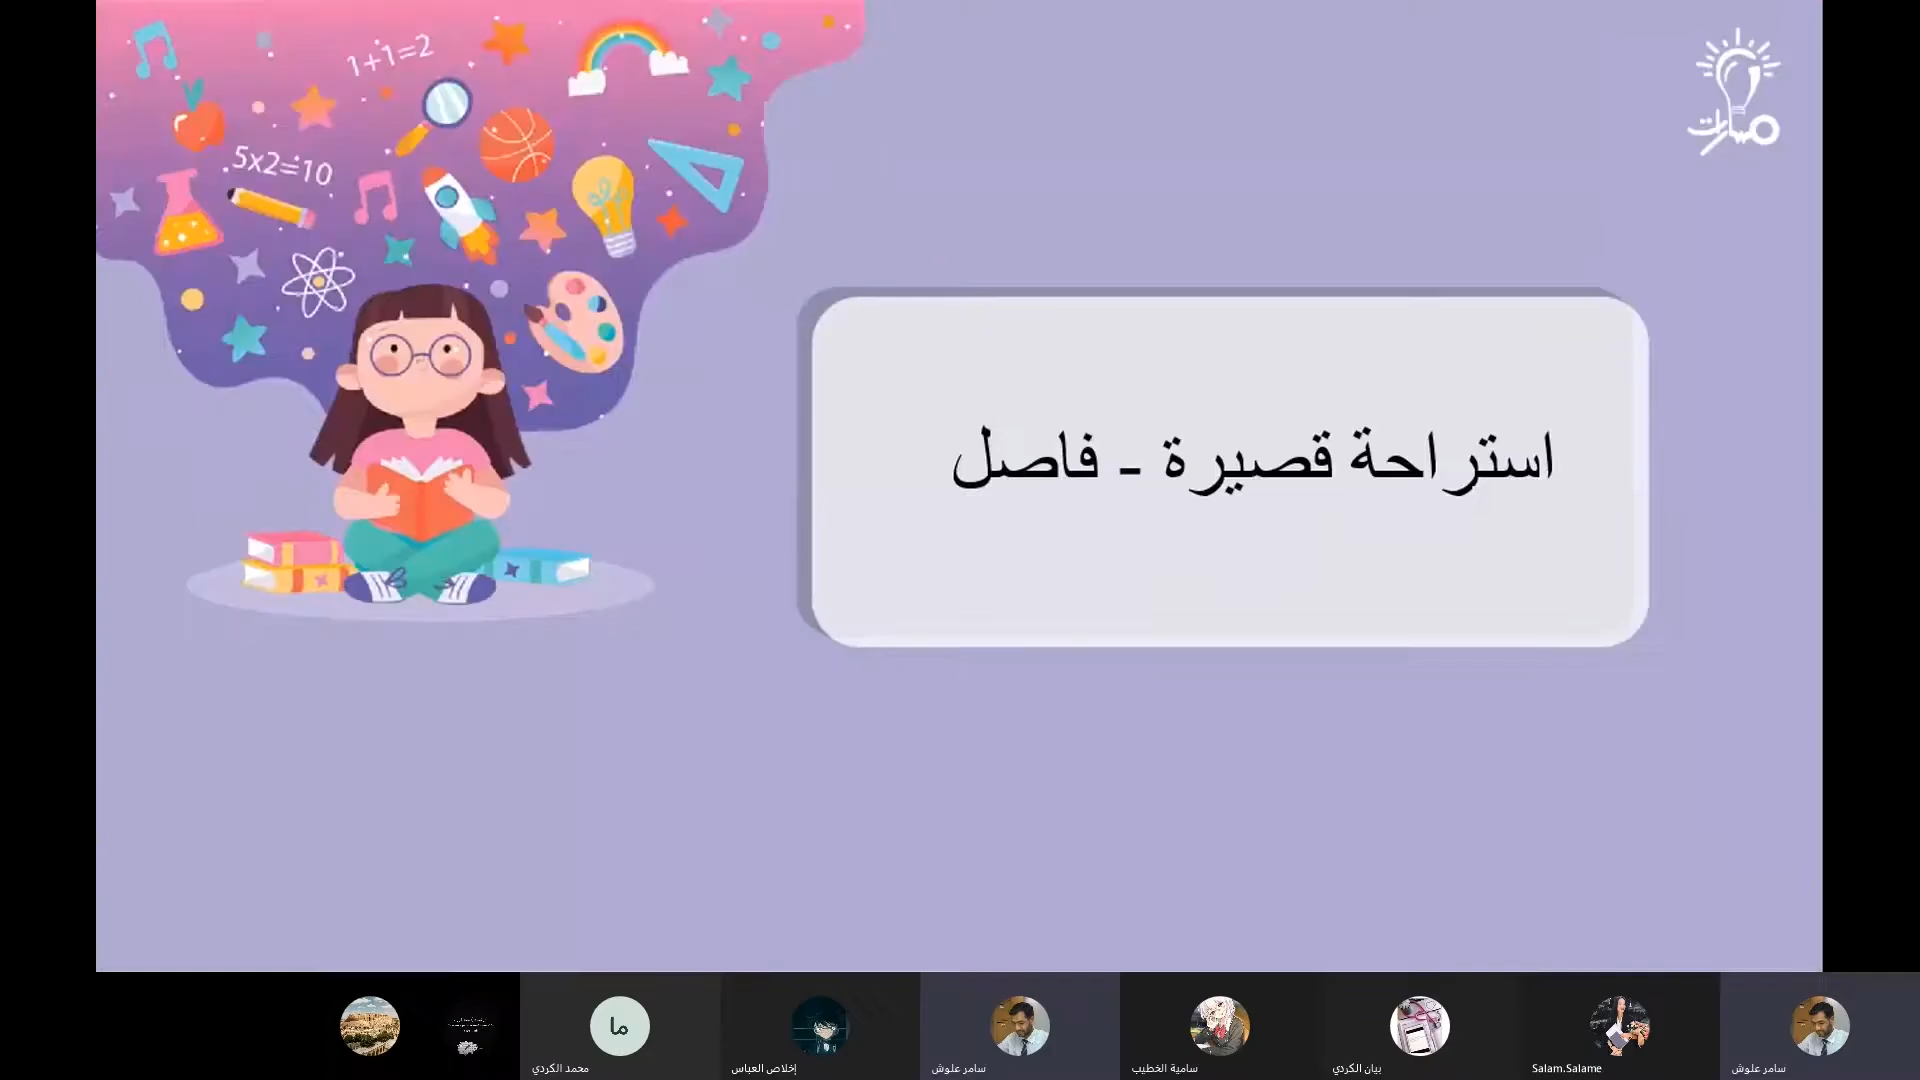 1+1=2
5x2=10
مسارات
استراحة قصيرة - فاصل
ما
محمد الكردي
إخلاص العباس
سامر علوش
سامية الخطيب
بيان الكردي
Salam.Salame
سامر علوش